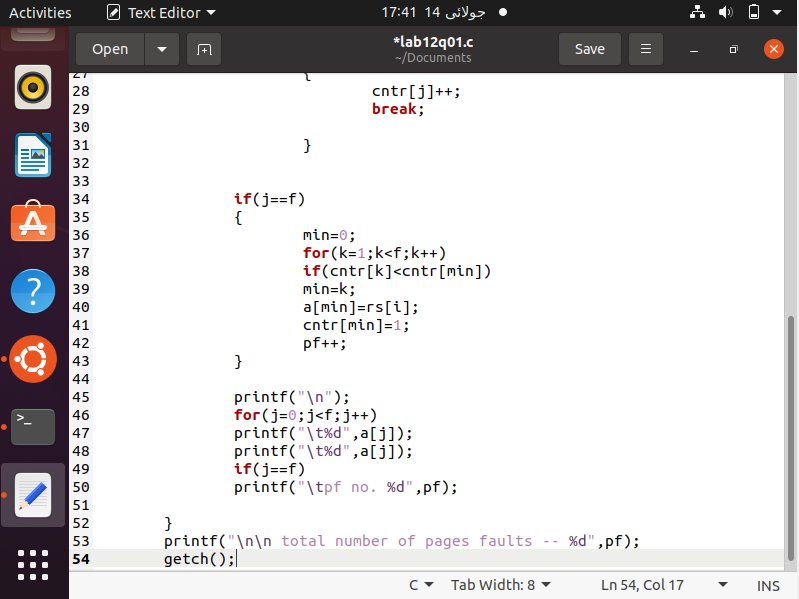 Activities Text Editor 17:41 14 جولائی
Open *lab12q01.c Save
~/Documents
27 {
28 cntr[j]++;
29 break;
30
31 }
32
33
34 if(j==f)
35 {
36 min=0;
37 for(k=1;k<f;k++)
38 if(cntr[k]<cntr[min])
39 min=k;
40 a[min]=rs[i];
41 cntr[min]=1;
42 pf++;
43 }
44
45 printf("\n");
46 for(j=0;j<f;j++)
47 printf("\t%d",a[j]);
48 printf("\t%d",a[j]);
49 if(j==f)
50 printf("\tpf no. %d",pf);
51
52 }
53 printf("\n\n total number of pages faults -- %d",pf);
54 getch();
C Tab Width: 8 Ln 54, Col 17 INS